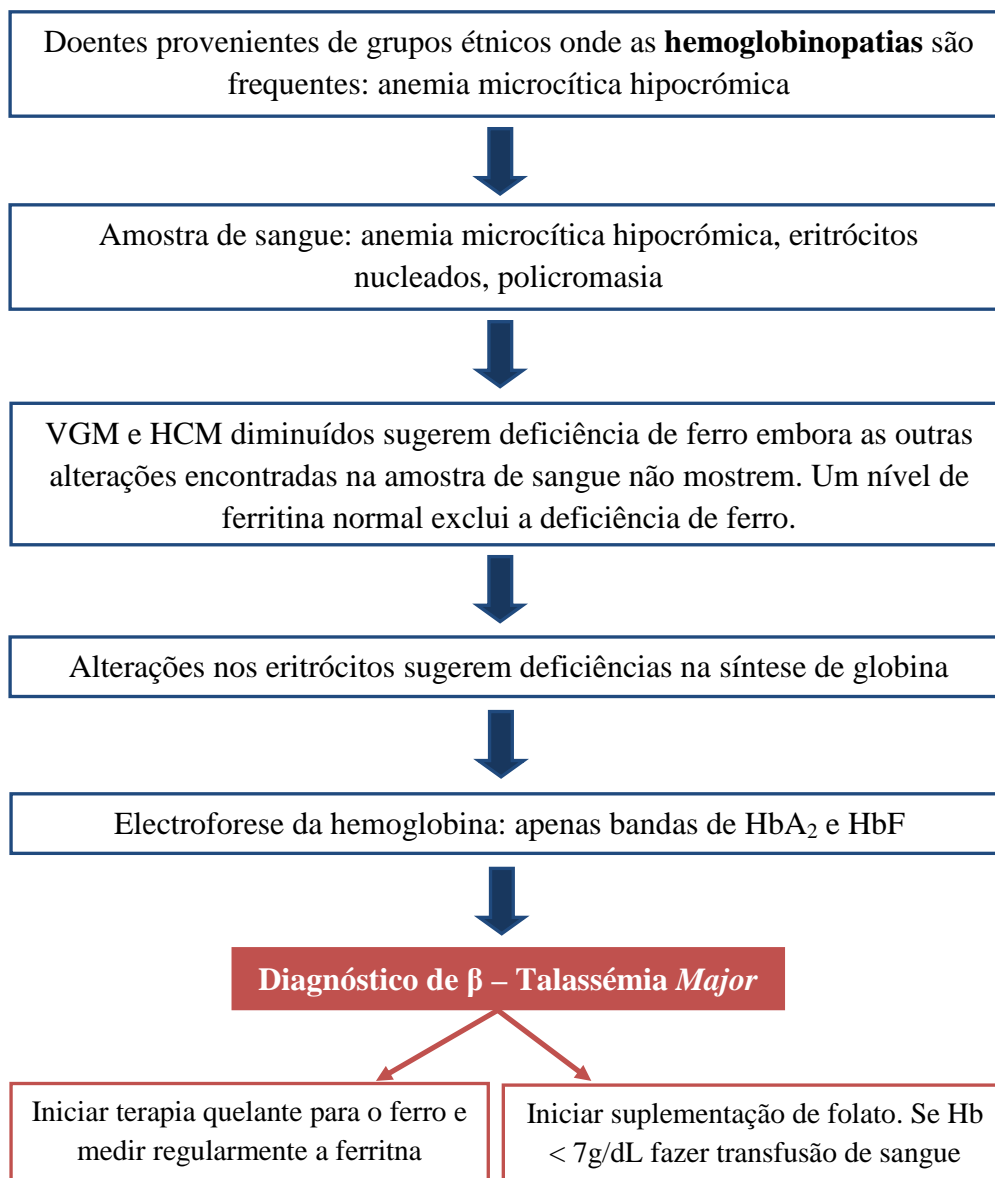 Doentes provenientes de grupos étnicos onde as hemoglobinopatias são
frequentes: anemia microcítica hipocrómica
Amostra de sangue: anemia microcítica hipocrómica, eritrócitos
nucleados, policromasia
VGM e HCM diminuídos sugerem deficiência de ferro embora as outras
alterações encontradas na amostra de sangue não mostrem. Um nível de
ferritina normal exclui a deficiência de ferro.
Alterações nos eritrócitos sugerem deficiências na síntese de globina
Electroforese da hemoglobina: apenas bandas de HbA₂ e HbF
Diagnóstico de β – Talassémia Major
Iniciar terapia quelante para o ferro e
medir regularmente a ferritna
Iniciar suplementação de folato. Se Hb
< 7g/dL fazer transfusão de sangue